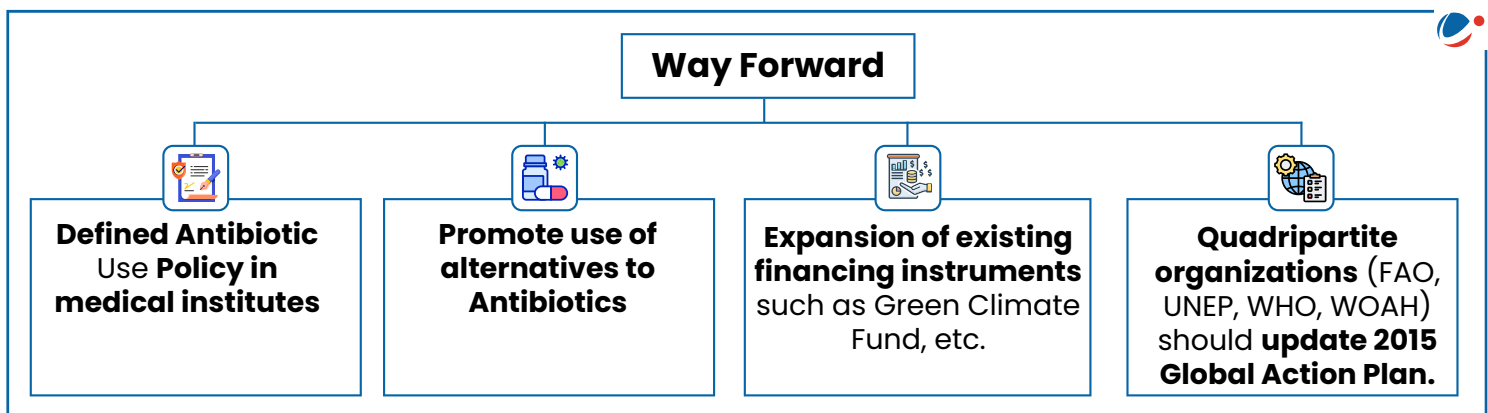 Way Forward
Defined Antibiotic
Use Policy in
medical institutes
Promote use of
alternatives to
Antibiotics
Expansion of existing
financing instruments
such as Green Climate
Fund, etc.
Quadripartite
organizations (FAO,
UNEP, WHO, WOAH)
should update 2015
Global Action Plan.